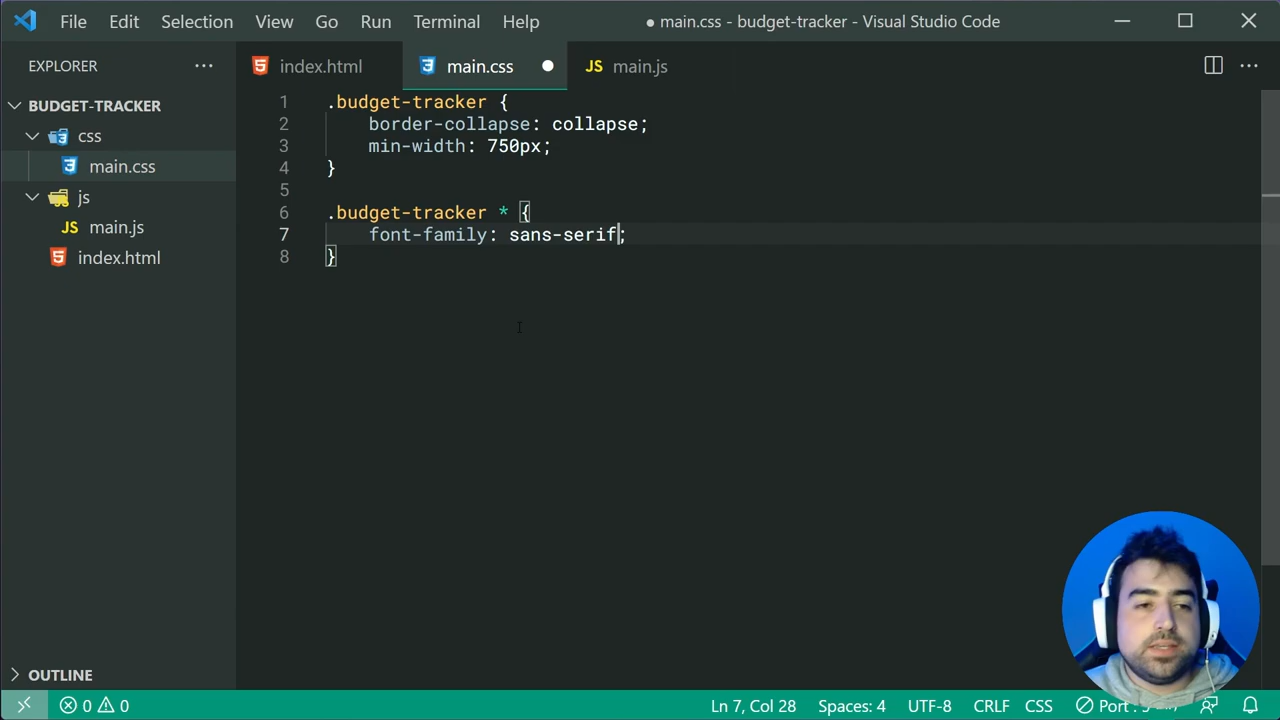 File Edit Selection View Go Run Terminal Help
● main.css - budget-tracker - Visual Studio Code
EXPLORER
index.html
main.css
JS main.js
BUDGET-TRACKER
css
main.css
js
JS main.js
index.html
1 .budget-tracker {
2 border-collapse: collapse;
3 min-width: 750px;
4 }
5
6 .budget-tracker * {
7 font-family: sans-serif;
8 }
OUTLINE
0 0
Ln 7, Col 28
Spaces: 4
UTF-8
CRLF
CSS
Port :